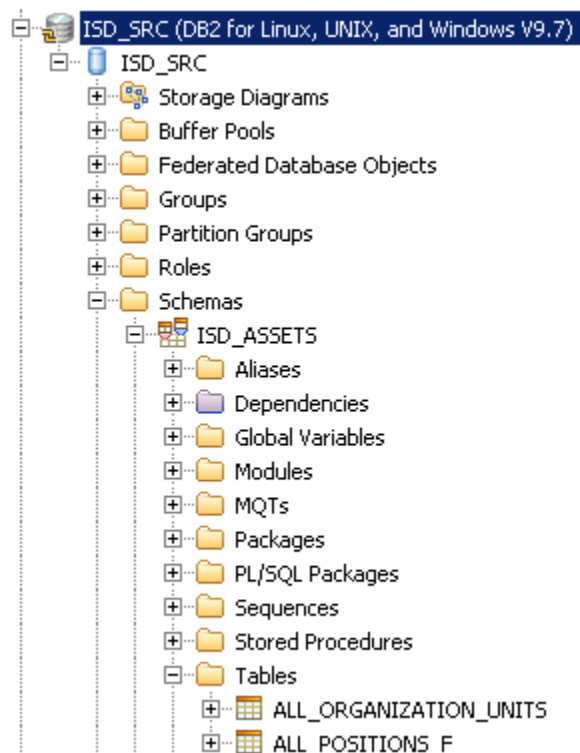 ISD_SRC (DB2 for Linux, UNIX, and Windows V9.7)
ISD_SRC
Storage Diagrams
Buffer Pools
Federated Database Objects
Groups
Partition Groups
Roles
Schemas
ISD_ASSETS
Aliases
Dependencies
Global Variables
Modules
MQTs
Packages
PL/SQL Packages
Sequences
Stored Procedures
Tables
ALL_ORGANIZATION_UNITS
ALL_POSITIONS_F